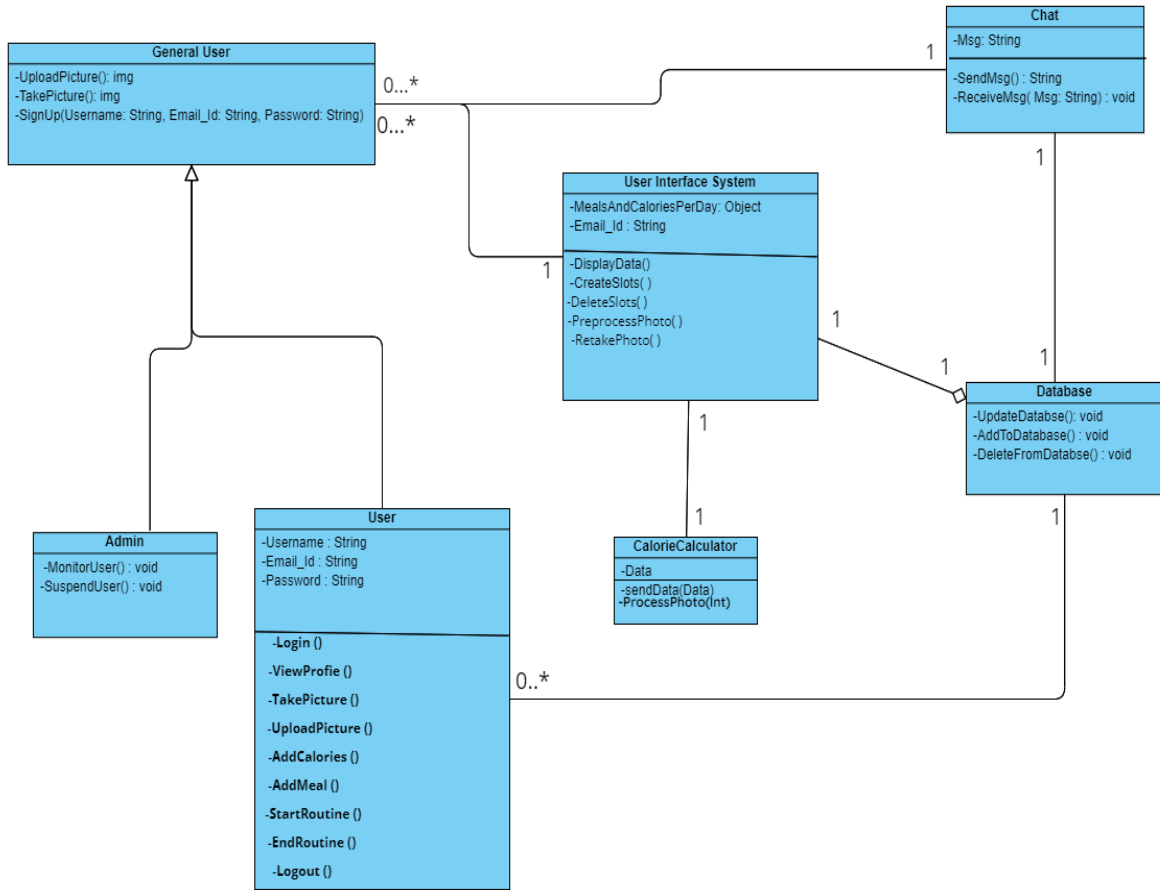 General User
-UploadPicture(): img
-TakePicture(): img
-SignUp(Username: String, Email_Id: String, Password: String)
0...*
0...*
1
Chat
-Msg: String
-SendMsg() : String
-ReceiveMsg( Msg: String) : void
1
1
User Interface System
-MealsAndCaloriesPerDay: Object
-Email_Id : String
-DisplayData()
-CreateSlots( )
-DeleteSlots( )
-PreprocessPhoto( )
-RetakePhoto( )
1
1
1
1
Database
-UpdateDatabse(): void
-AddToDatabase() : void
-DeleteFromDatabse() : void
1
1
CalorieCalculator
-Data
-sendData(Data)
-ProcessPhoto(Int)
Admin
-MonitorUser() : void
-SuspendUser() : void
User
-Username : String
-Email_Id : String
-Password : String
-Login ()
-ViewProfie ()
-TakePicture ()
-UploadPicture ()
-AddCalories ()
-AddMeal ()
-StartRoutine ()
-EndRoutine ()
-Logout ()
0..*